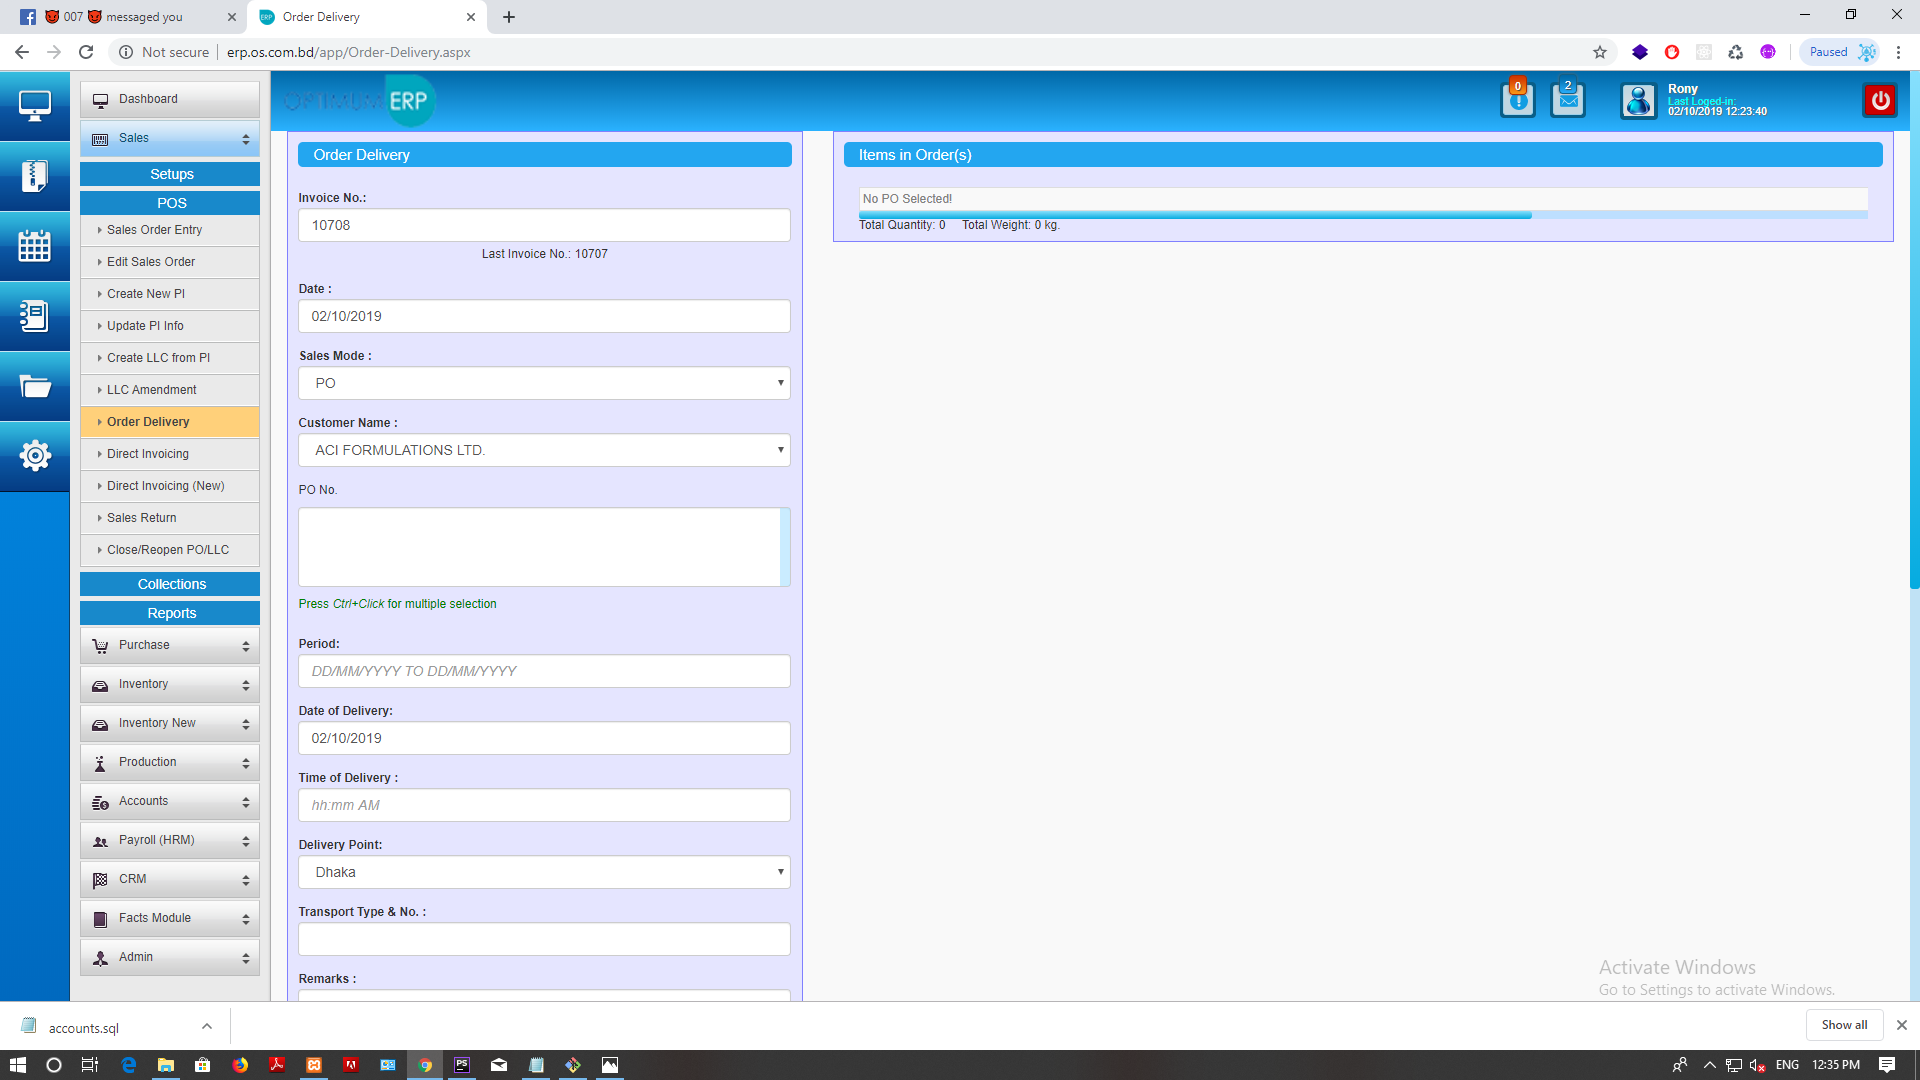 007 messaged you
Order Delivery
Not secure
erp.os.com.bd/app/Order-Delivery.aspx
Paused
Dashboard
Sales
Setups
POS
Sales Order Entry
Edit Sales Order
Create New PI
Update PI Info
Create LLC from PI
LLC Amendment
Order Delivery
Direct Invoicing
Direct Invoicing (New)
Sales Return
Close/Reopen PO/LLC
Collections
Reports
Purchase
Inventory
Inventory New
Production
Accounts
Payroll (HRM)
CRM
Facts Module
Admin
OPTIMUM ERP
0
2
Rony
Last Loged-in:
02/10/2019 12:23:40
Order Delivery
Invoice No.:
10708
Last Invoice No.: 10707
Date :
02/10/2019
Sales Mode :
PO
Customer Name :
ACI FORMULATIONS LTD.
PO No.
Press Ctrl+Click for multiple selection
Period:
DD/MM/YYYY TO DD/MM/YYYY
Date of Delivery:
02/10/2019
Time of Delivery :
hh:mm AM
Delivery Point:
Dhaka
Transport Type & No. :
Remarks :
Items in Order(s)
No PO Selected!
Total Quantity: 0 Total Weight: 0 kg.
Activate Windows
Go to Settings to activate Windows.
accounts.sql
Show all
ENG
12:35 PM